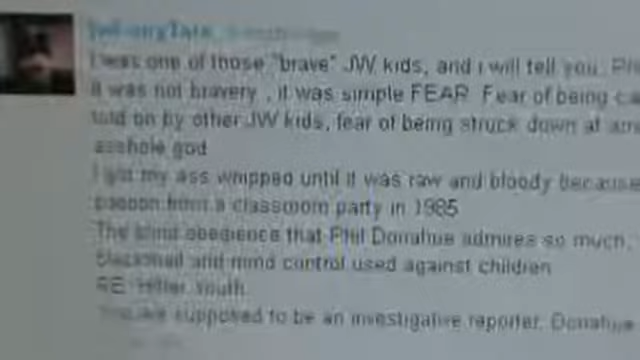 I was one of those "brave" JW kids, and i will tell you, Phil
it was not bravery , it was simple FEAR. Fear of being ca
told on by other JW kids, fear of being struck down at
asshole god
I got my ass whipped until it was raw and bloody because
from a classroom party in 1985
The blind obedience that Phil Donahue admires so much,
blackmail and mind control used against children
RE: Hitler youth
You are supposed to be an investigative reporter, Donahue